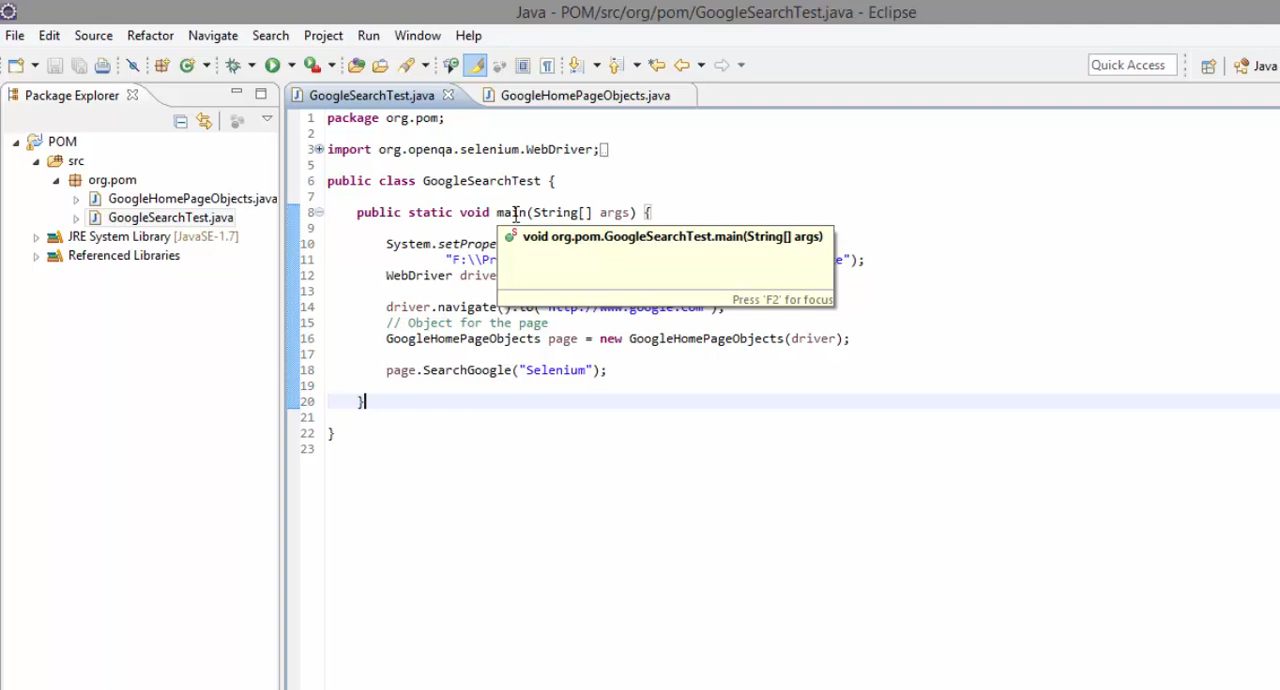 Java - POM/src/org/pom/GoogleSearchTest.java - Eclipse
File Edit Source Refactor Navigate Search Project Run Window Help
Quick Access
Java
Package Explorer
GoogleSearchTest.java
GoogleHomePageObjects.java
POM
src
org.pom
GoogleHomePageObjects.java
GoogleSearchTest.java
JRE System Library [JavaSE-1.7]
Referenced Libraries
1 package org.pom;
2
3 import org.openqa.selenium.WebDriver;
5
6 public class GoogleSearchTest {
7
8 public static void main(String[] args) {
9
void org.pom.GoogleSearchTest.main(String[] args)
Press 'F2' for focus
10 System.setPrope
11 "F:\\Pr e");
12 WebDriver drive
13
14 driver.navigate().to("http://www.google.com");
15 // Object for the page
16 GoogleHomePageObjects page = new GoogleHomePageObjects(driver);
17
18 page.SearchGoogle("Selenium");
19
20 }
21
22 }
23